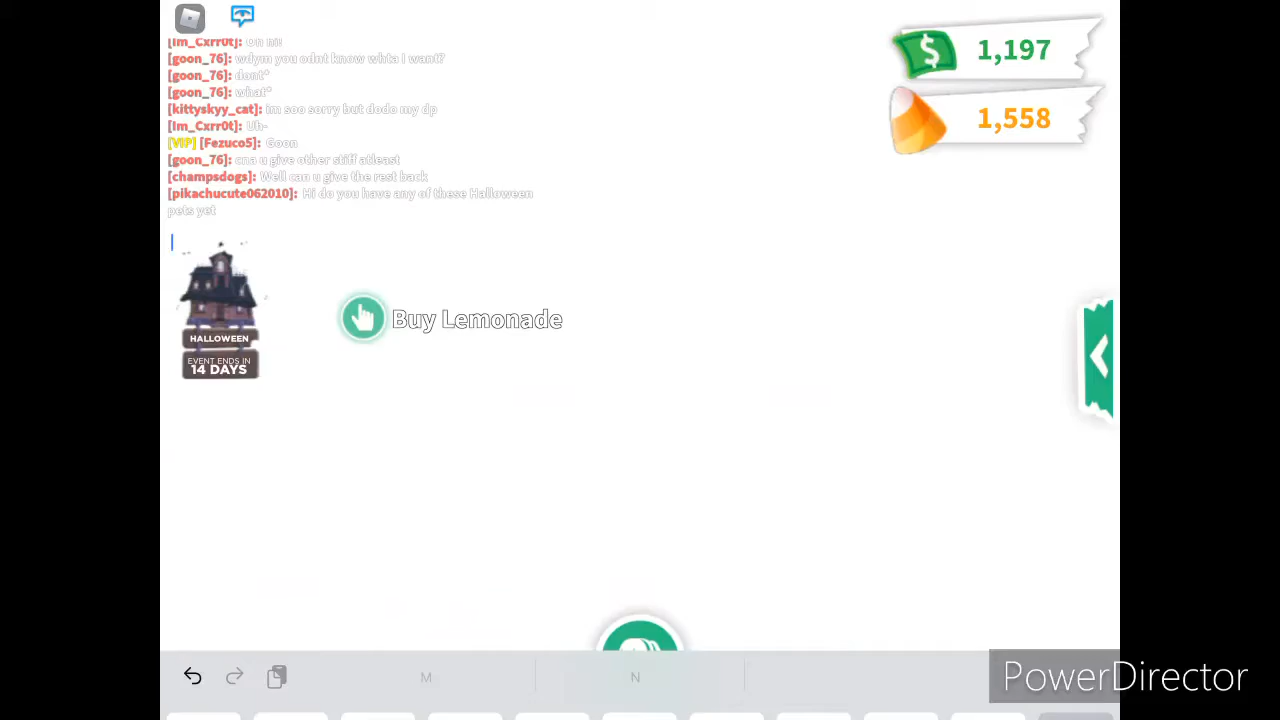 [Im_Cxrr0t]: Oh hi!
[goon_76]: wdym you odnt know whta I want?
[goon_76]: dont*
[goon_76]: what*
[kittyskyy_cat]: im soo sorry but dodo my dp
[Im_Cxrr0t]: Uh-
[VIP] [Fezuco5]: Goon
[goon_76]: cna u give other stiff atleast
[champsdogs]: Well can u give the rest back
[pikachucute062010]: Hi do you have any of these Halloween
pets yet
1,197
1,558
HALLOWEEN
EVENT ENDS IN
14 DAYS
Buy Lemonade
M
N
PowerDirector